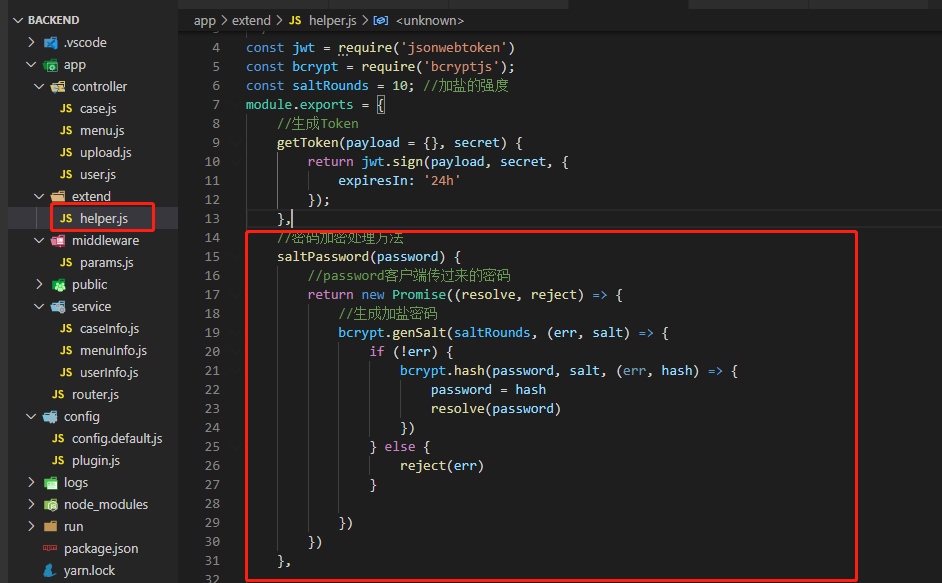 BACKEND
.vscode
app
controller
JS case.js
JS menu.js
JS upload.js
JS user.js
extend
JS helper.js
middleware
JS params.js
public
service
JS caseInfo.js
JS menuInfo.js
JS userInfo.js
JS router.js
config
JS config.default.js
JS plugin.js
logs
node_modules
run
package.json
yarn.lock
app > extend > JS helper.js > <unknown>
4 const jwt = require('jsonwebtoken')
5 const bcrypt = require('bcryptjs');
6 const saltRounds = 10; //加盐的强度
7 module.exports = {
8 //生成Token
9 getToken(payload = {}, secret) {
10 return jwt.sign(payload, secret, {
11 expiresIn: '24h'
12 });
13 },
14 //密码加密处理方法
15 saltPassword(password) {
16 //password客户端传过来的密码
17 return new Promise((resolve, reject) => {
18 //生成加盐密码
19 bcrypt.genSalt(saltRounds, (err, salt) => {
20 if (!err) {
21 bcrypt.hash(password, salt, (err, hash) => {
22 password = hash
23 resolve(password)
24 })
25 } else {
26 reject(err)
27 }
28
29 })
30 })
31 },
32